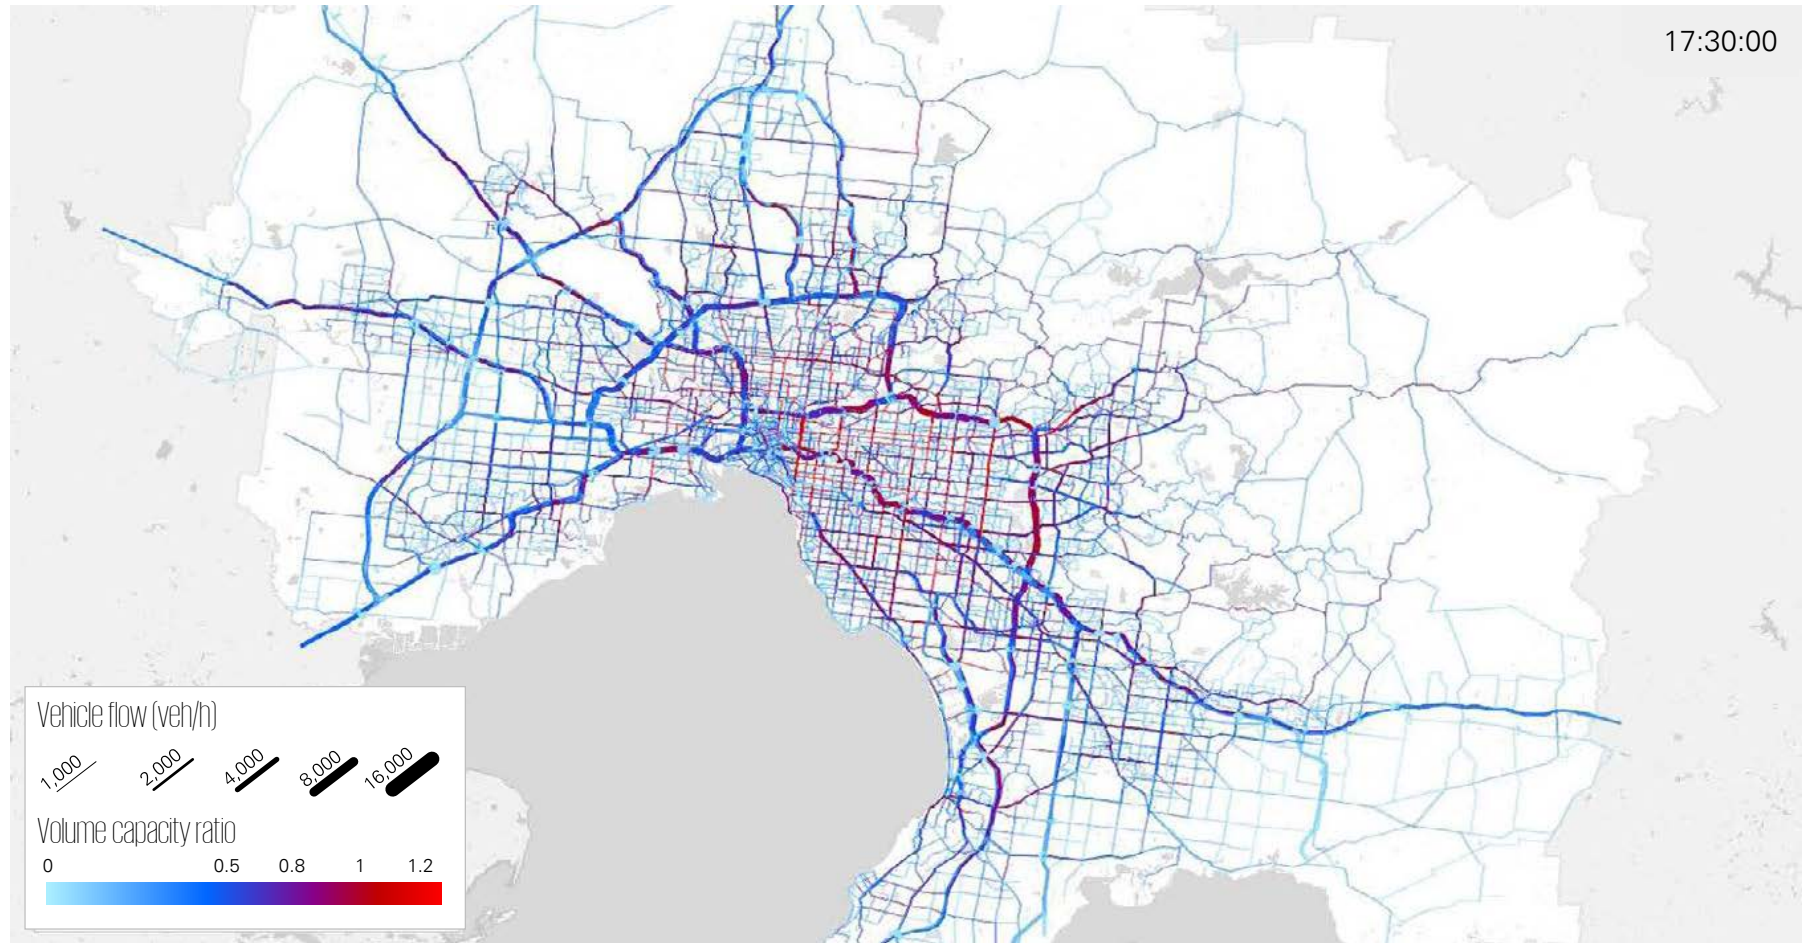 17:30:00
Vehicle flow (veh/h)
1,000 2,000 4,000 8,000 16,000
Volume capacity ratio
0 0.5 0.8 1 1.2